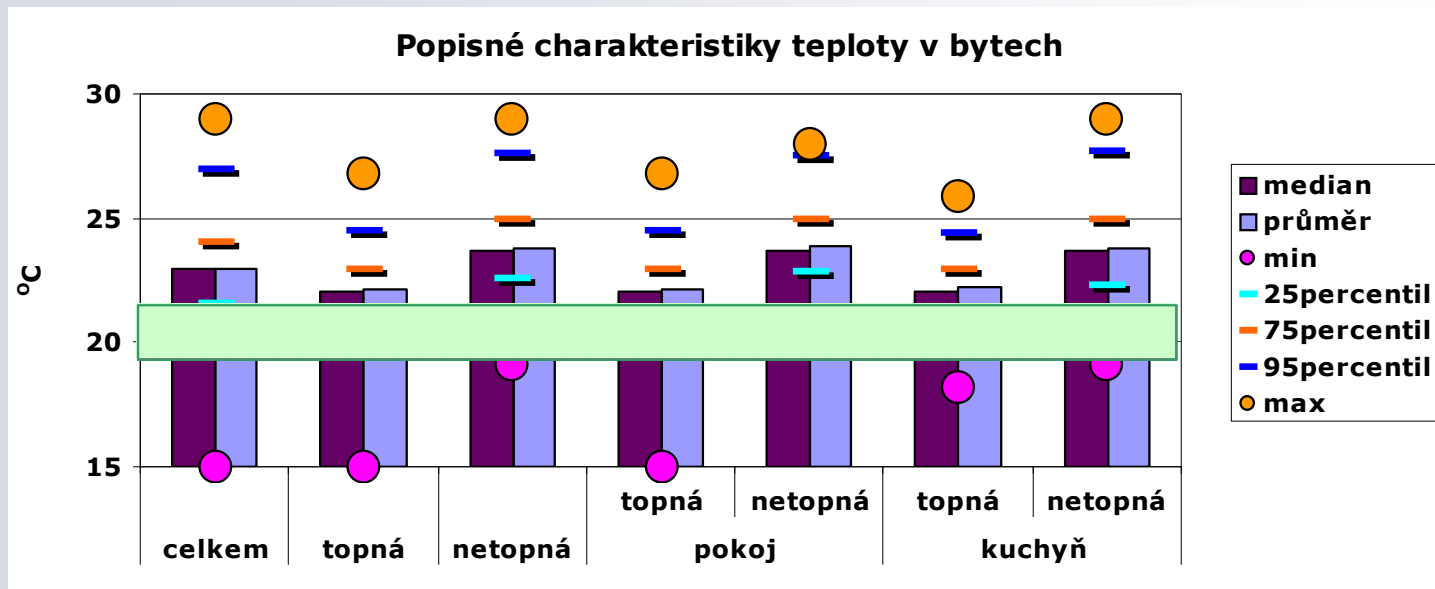 Popisné charakteristiky teploty v bytech
30
25
20
15
ºC
topná netopná topná netopná
celkem topná netopná pokoj kuchyň
median
průměr
min
25percentil
75percentil
95percentil
max